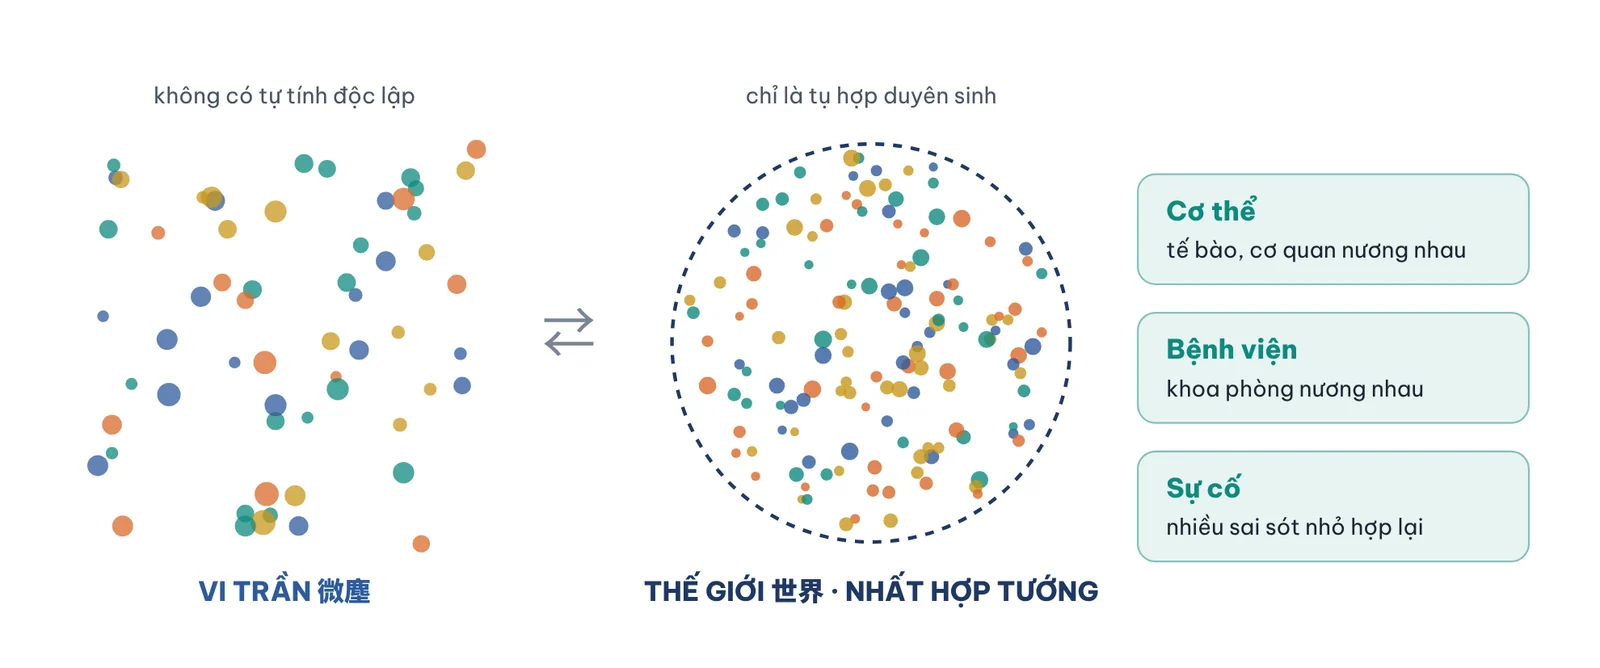 không có tự tính độc lập
VI TRẦN 微塵
chỉ là tụ hợp duyên sinh
THẾ GIỚI 世界 · NHẤT HỢP TƯỚNG
Cơ thể
tế bào, cơ quan nương nhau
Bệnh viện
khoa phòng nương nhau
Sự cố
nhiều sai sót nhỏ hợp lại